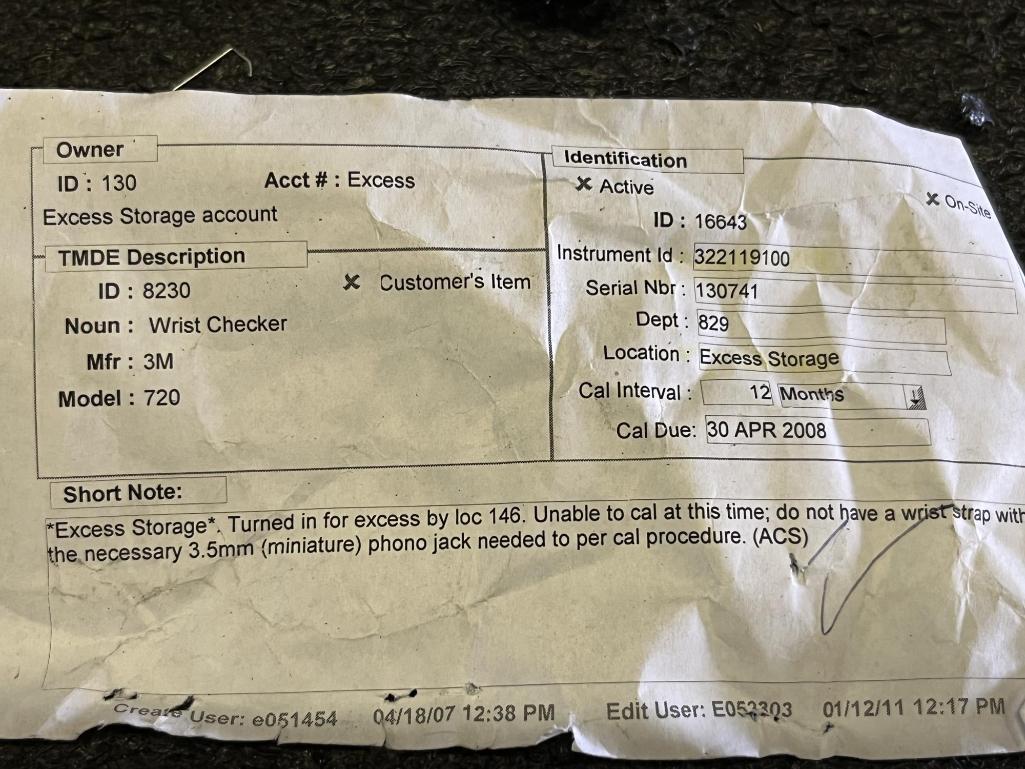 Owner
ID : 130 Acct # : Excess
Excess Storage account
TMDE Description
ID : 8230 Customer's Item
Noun : Wrist Checker
Mfr : 3M
Model : 720
Identification
Active On-Site
ID : 16643
Instrument Id : 322119100
Serial Nbr : 130741
Dept : 829
Location : Excess Storage
Cal Interval : 12 Months
Cal Due: 30 APR 2008
Short Note:
*Excess Storage*. Turned in for excess by loc 146. Unable to cal at this time; do not have a wrist strap with
the necessary 3.5mm (miniature) phono jack needed to per cal procedure. (ACS)
Create User: e051454 04/18/07 12:38 PM Edit User: E052303 01/12/11 12:17 PM